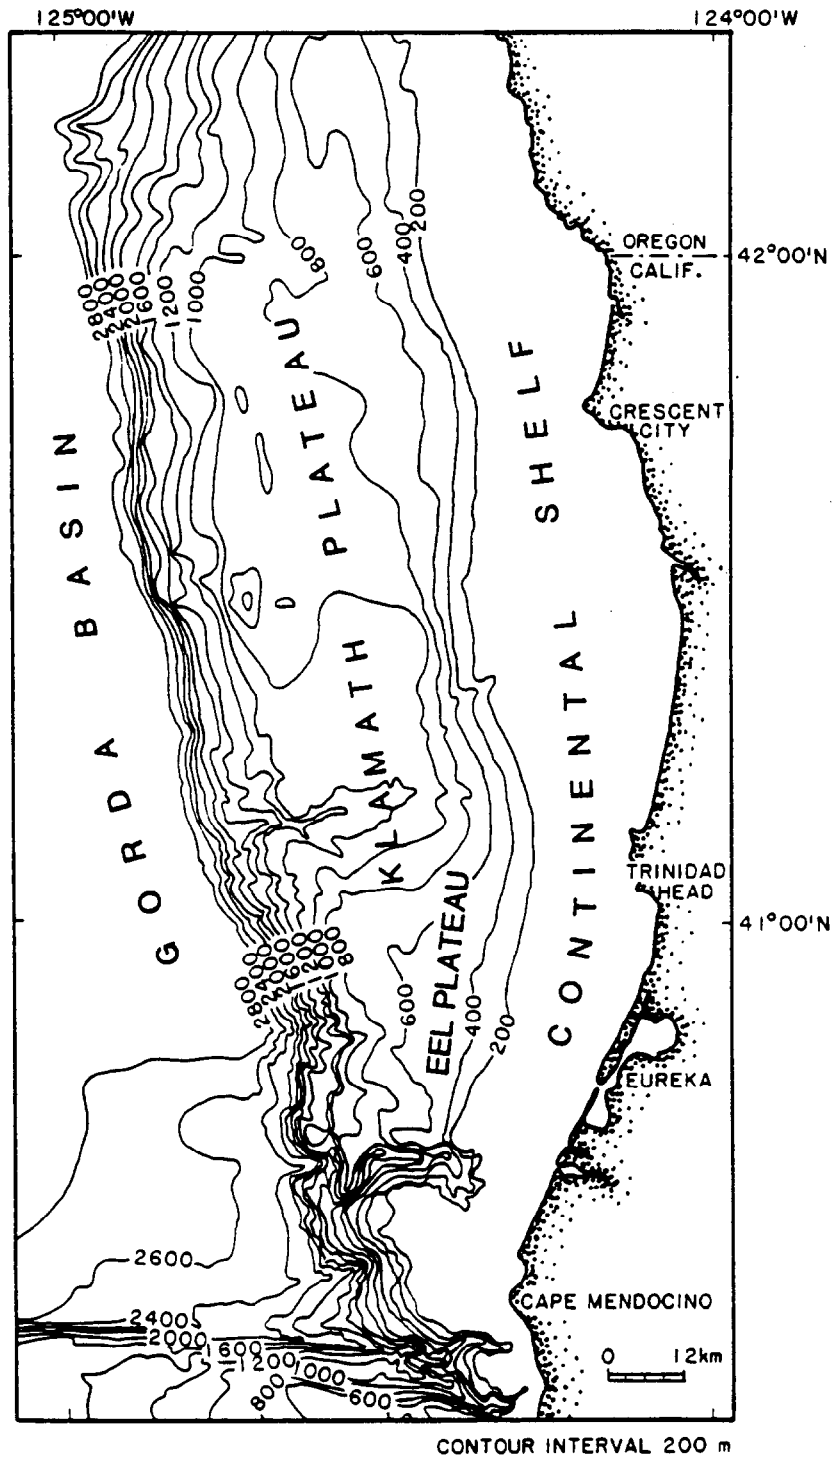 125°00'W
124°00'W
200
400
600
800
OREGON
CALIF.
42°00'N
2800
2400
2000
1600
1200
1000
CRESCENT
CITY
KLAMATH PLATEAU
CONTINENTAL SHELF
GORDA BASIN
TRINIDAD
HEAD
41°00'N
EEL PLATEAU
2800
800
600
400
200
EUREKA
2600
2400
2000
1600
1200
1000
800
600
CAPE MENDOCINO
0 12km
CONTOUR INTERVAL 200 m